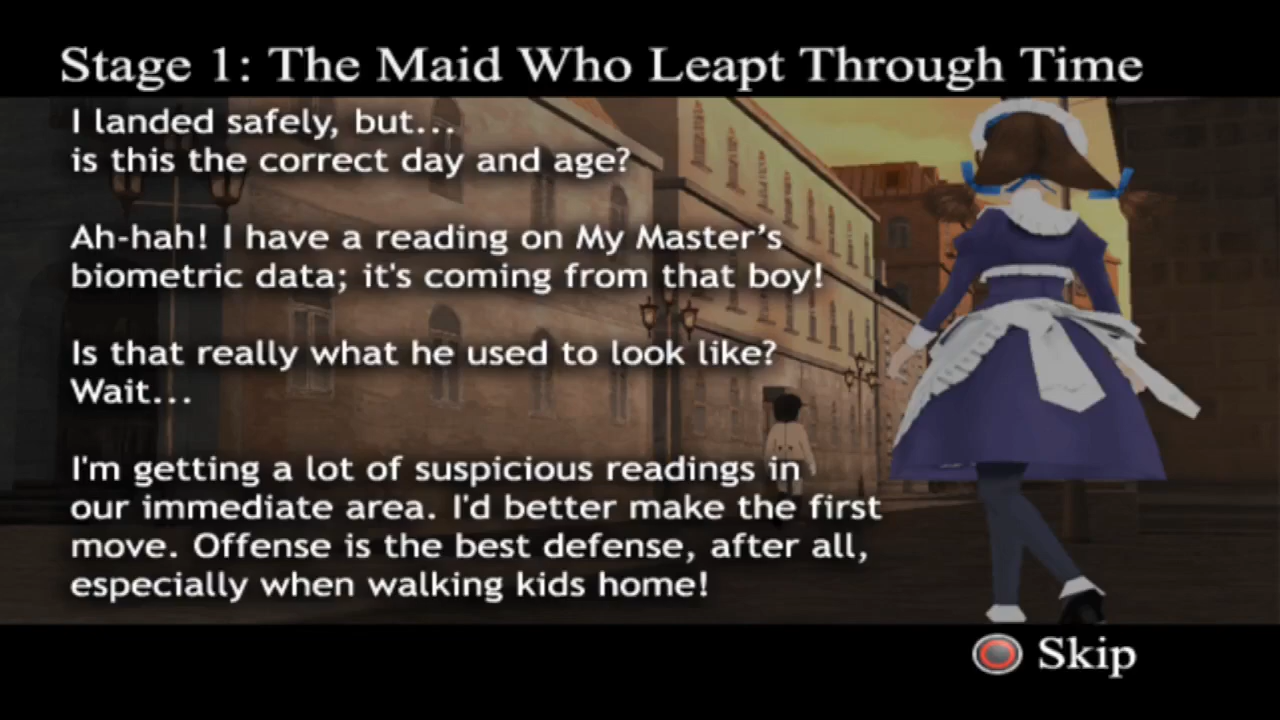 Stage 1: The Maid Who Leapt Through Time
I landed safely, but...
is this the correct day and age?
Ah-hah! I have a reading on My Master's
biometric data; it's coming from that boy!
Is that really what he used to look like?
Wait...
I'm getting a lot of suspicious readings in
our immediate area. I'd better make the first
move. Offense is the best defense, after all,
especially when walking kids home!
Skip